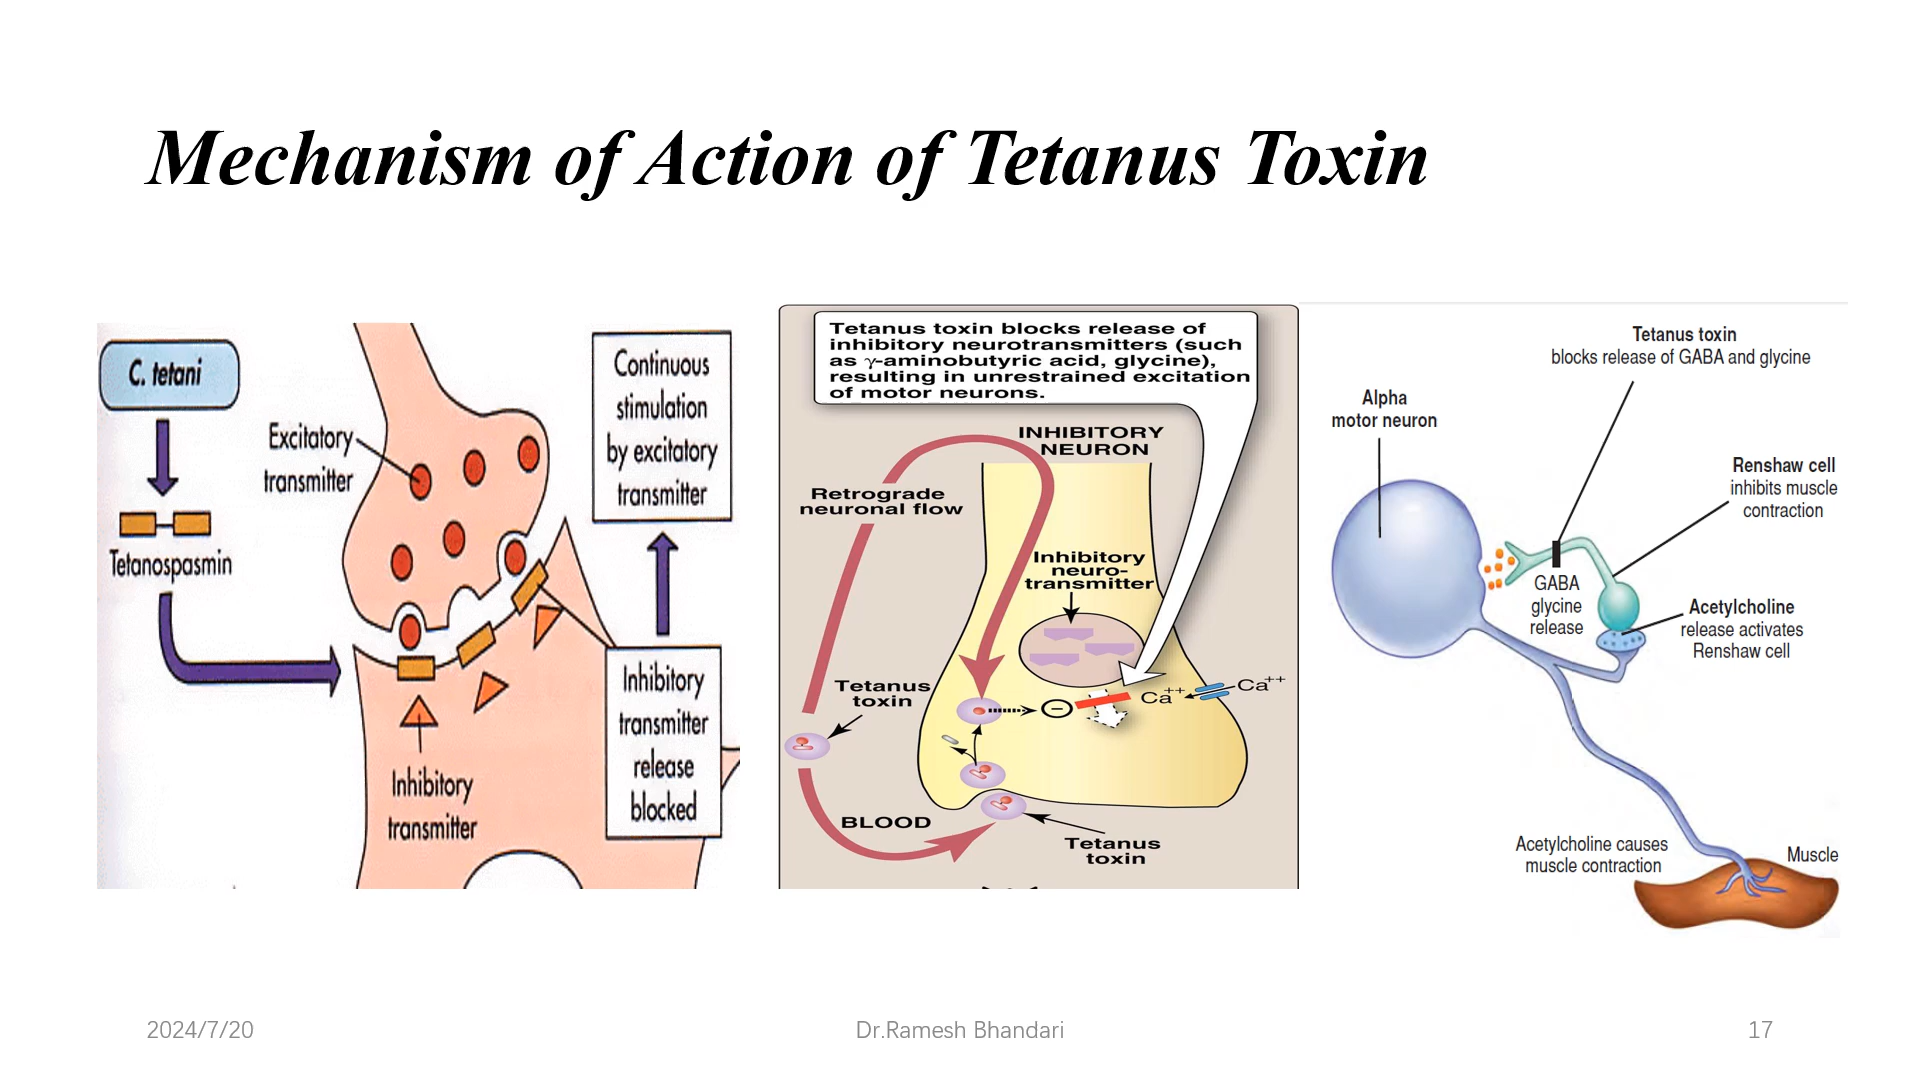 Mechanism of Action of Tetanus Toxin
C. tetani
Tetanospasmin
Excitatory
transmitter
Continuous
stimulation
by excitatory
transmitter
Inhibitory
transmitter
release
blocked
Inhibitory
transmitter
Tetanus toxin blocks release of
inhibitory neurotransmitters (such
as γ-aminobutyric acid, glycine),
resulting in unrestrained excitation
of motor neurons.
INHIBITORY
NEURON
Retrograde
neuronal flow
Inhibitory
neuro-
transmitter
Tetanus
toxin
Ca++
Ca++
BLOOD
Tetanus
toxin
Tetanus toxin
blocks release of GABA and glycine
Alpha
motor neuron
Renshaw cell
inhibits muscle
contraction
GABA
glycine
release
Acetylcholine
release activates
Renshaw cell
Acetylcholine causes
muscle contraction
Muscle
2024/7/20
Dr.Ramesh Bhandari
17